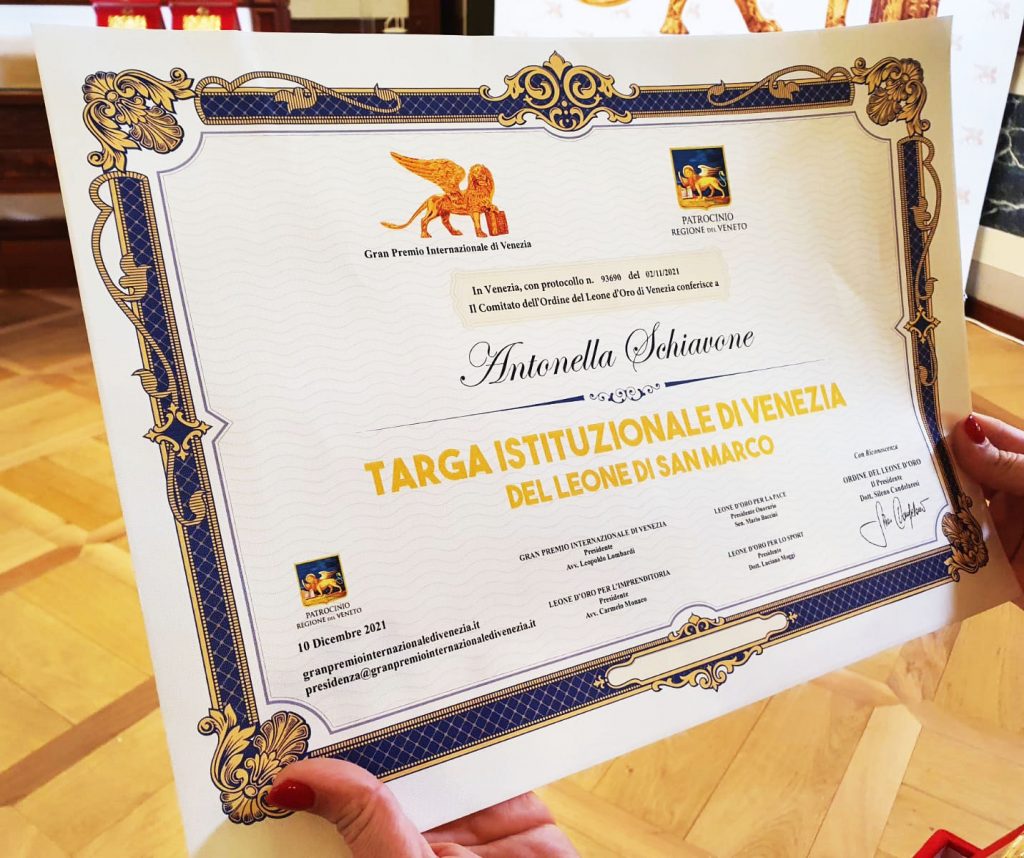 Gran Premio Internazionale di Venezia
PATROCINIO
REGIONE DEL VENETO
In Venezia, con protocollo n. 93690 del 02/11/2021
Il Comitato dell'Ordine del Leone d'Oro di Venezia conferisce a
Antonella Schiavone
TARGA ISTITUZIONALE DI VENEZIA
DEL LEONE DI SAN MARCO
Con Riconoscenza
ORDINE DEL LEONE D'ORO
Il Presidente
Dott. Sileno Candelaresi
GRAN PREMIO INTERNAZIONALE DI VENEZIA
Presidente
Avv. Leopoldo Lombardi
LEONE D'ORO PER LA PACE
Presidente Onorario
Sen. Mario Baccini
LEONE D'ORO PER L'IMPRENDITORIA
Presidente
Avv. Carmelo Monaco
LEONE D'ORO PER LO SPORT
Presidente
Dott. Luciano Moggi
PATROCINIO
REGIONE DEL VENETO
10 Dicembre 2021
granpremiointernazionaledivenezia.it
presidenza@granpremiointernazionaledivenezia.it